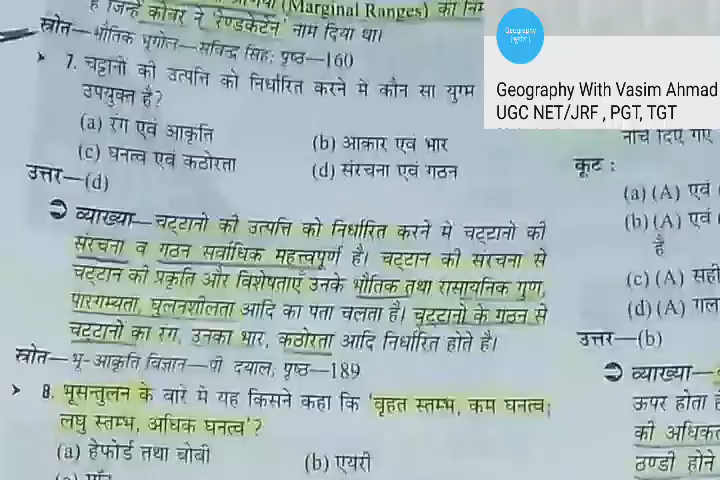 (Marginal Ranges) को
है जिन्हें कोबर ने 'रेण्डकेटेन' नाम दिया था।
स्रोत—भौतिक भूगोल—सविन्द्र सिंह; पृष्ठ—160
7. चट्टानों की उत्पत्ति को निर्धारित करने में कौन सा युग्म
उपयुक्त है?
(a) रंग एवं आकृति
(b) आकार एवं भार
(c) घनत्व एवं कठोरता
(d) संरचना एवं गठन
उत्तर—(d)
व्याख्या—चट्टानों की उत्पत्ति को निर्धारित करने में चट्टानों की
संरचना व गठन सर्वाधिक महत्त्वपूर्ण है। चट्टान की संरचना से
चट्टान की प्रकृति और विशेषताएँ उनके भौतिक तथा रासायनिक गुण,
पारगम्यता, घुलनशीलता आदि का पता चलता है। चट्टानों के गठन से
चट्टानों का रंग, उनका भार, कठोरता आदि निर्धारित होते है।
स्रोत—भू-आकृति विज्ञान—पी दयाल; पृष्ठ—189
8. भूसन्तुलन के बारे में यह किसने कहा कि 'वृहत स्तम्भ, कम घनत्व;
लघु स्तम्भ, अधिक घनत्व'?
(a) हेफोर्ड तथा बोबी
(b) एयरी
Geography
Geography With Vasim Ahmad
UGC NET/JRF , PGT, TGT
नीचे दिए गए
कूट :
(a) (A) एवं
(b) (A) एवं
है
(c) (A) सही
(d) (A) गल
उत्तर—(b)
व्याख्या—
ऊपर होता है
की अधिकत
ठण्डी होने